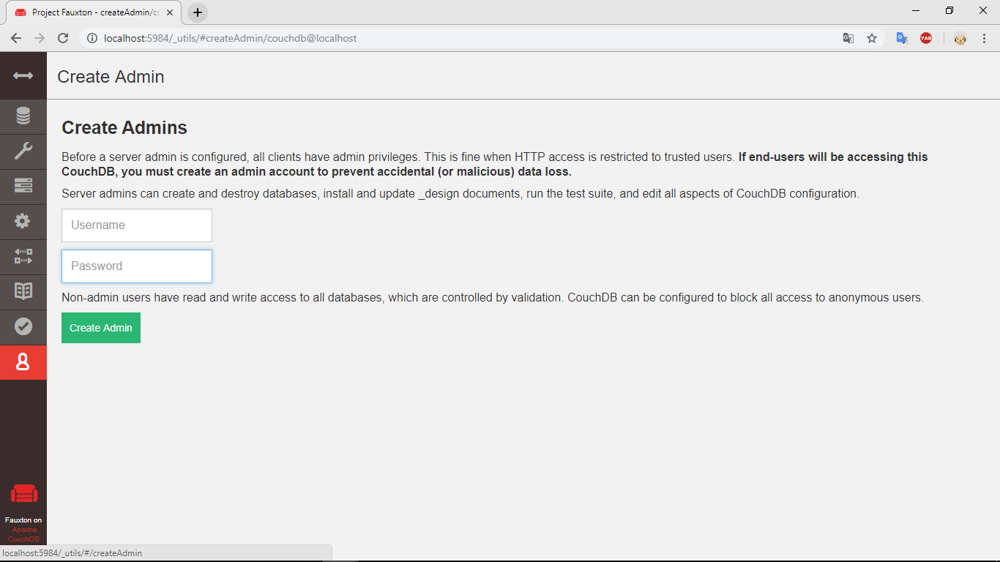 Project Fauxton - createAdmin/co
localhost:5984/_utils/#createAdmin/couchdb@localhost
YAB
Create Admin
Create Admins
Before a server admin is configured, all clients have admin privileges. This is fine when HTTP access is restricted to trusted users. If end-users will be accessing this
CouchDB, you must create an admin account to prevent accidental (or malicious) data loss.
Server admins can create and destroy databases, install and update _design documents, run the test suite, and edit all aspects of CouchDB configuration.
Username
Password
Non-admin users have read and write access to all databases, which are controlled by validation. CouchDB can be configured to block all access to anonymous users.
Create Admin
Fauxton on
Apache
CouchDB
localhost:5984/_utils/#/createAdmin